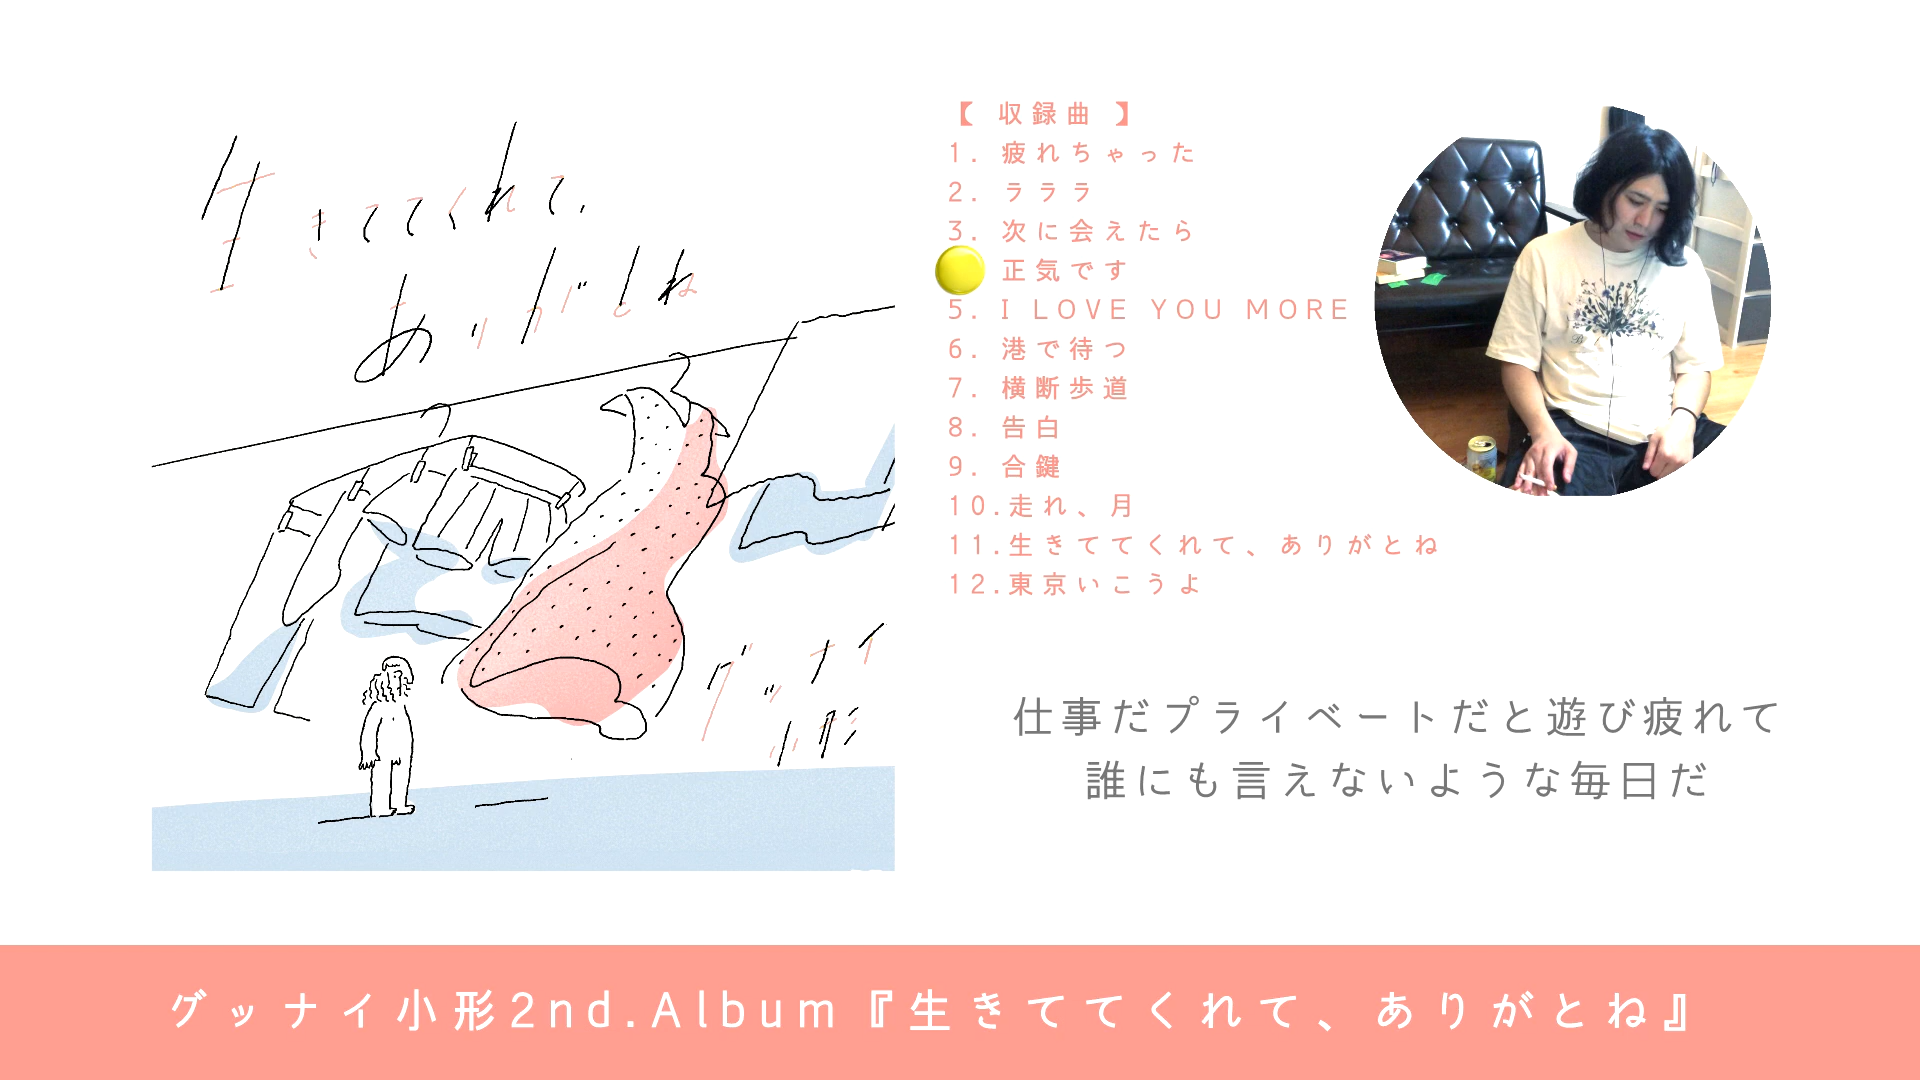 生きててくれて、
ありがとね
グッナイ
小形
【 収録曲 】
1. 疲れちゃった
2. ラララ
3. 次に会えたら
正気です
5. I LOVE YOU MORE
6. 港で待つ
7. 横断歩道
8. 告白
9. 合鍵
10.走れ、月
11.生きててくれて、ありがとね
12.東京いこうよ
仕事だプライベートだと遊び疲れて
誰にも言えないような毎日だ
グッナイ小形2nd.Album『生きててくれて、ありがとね』